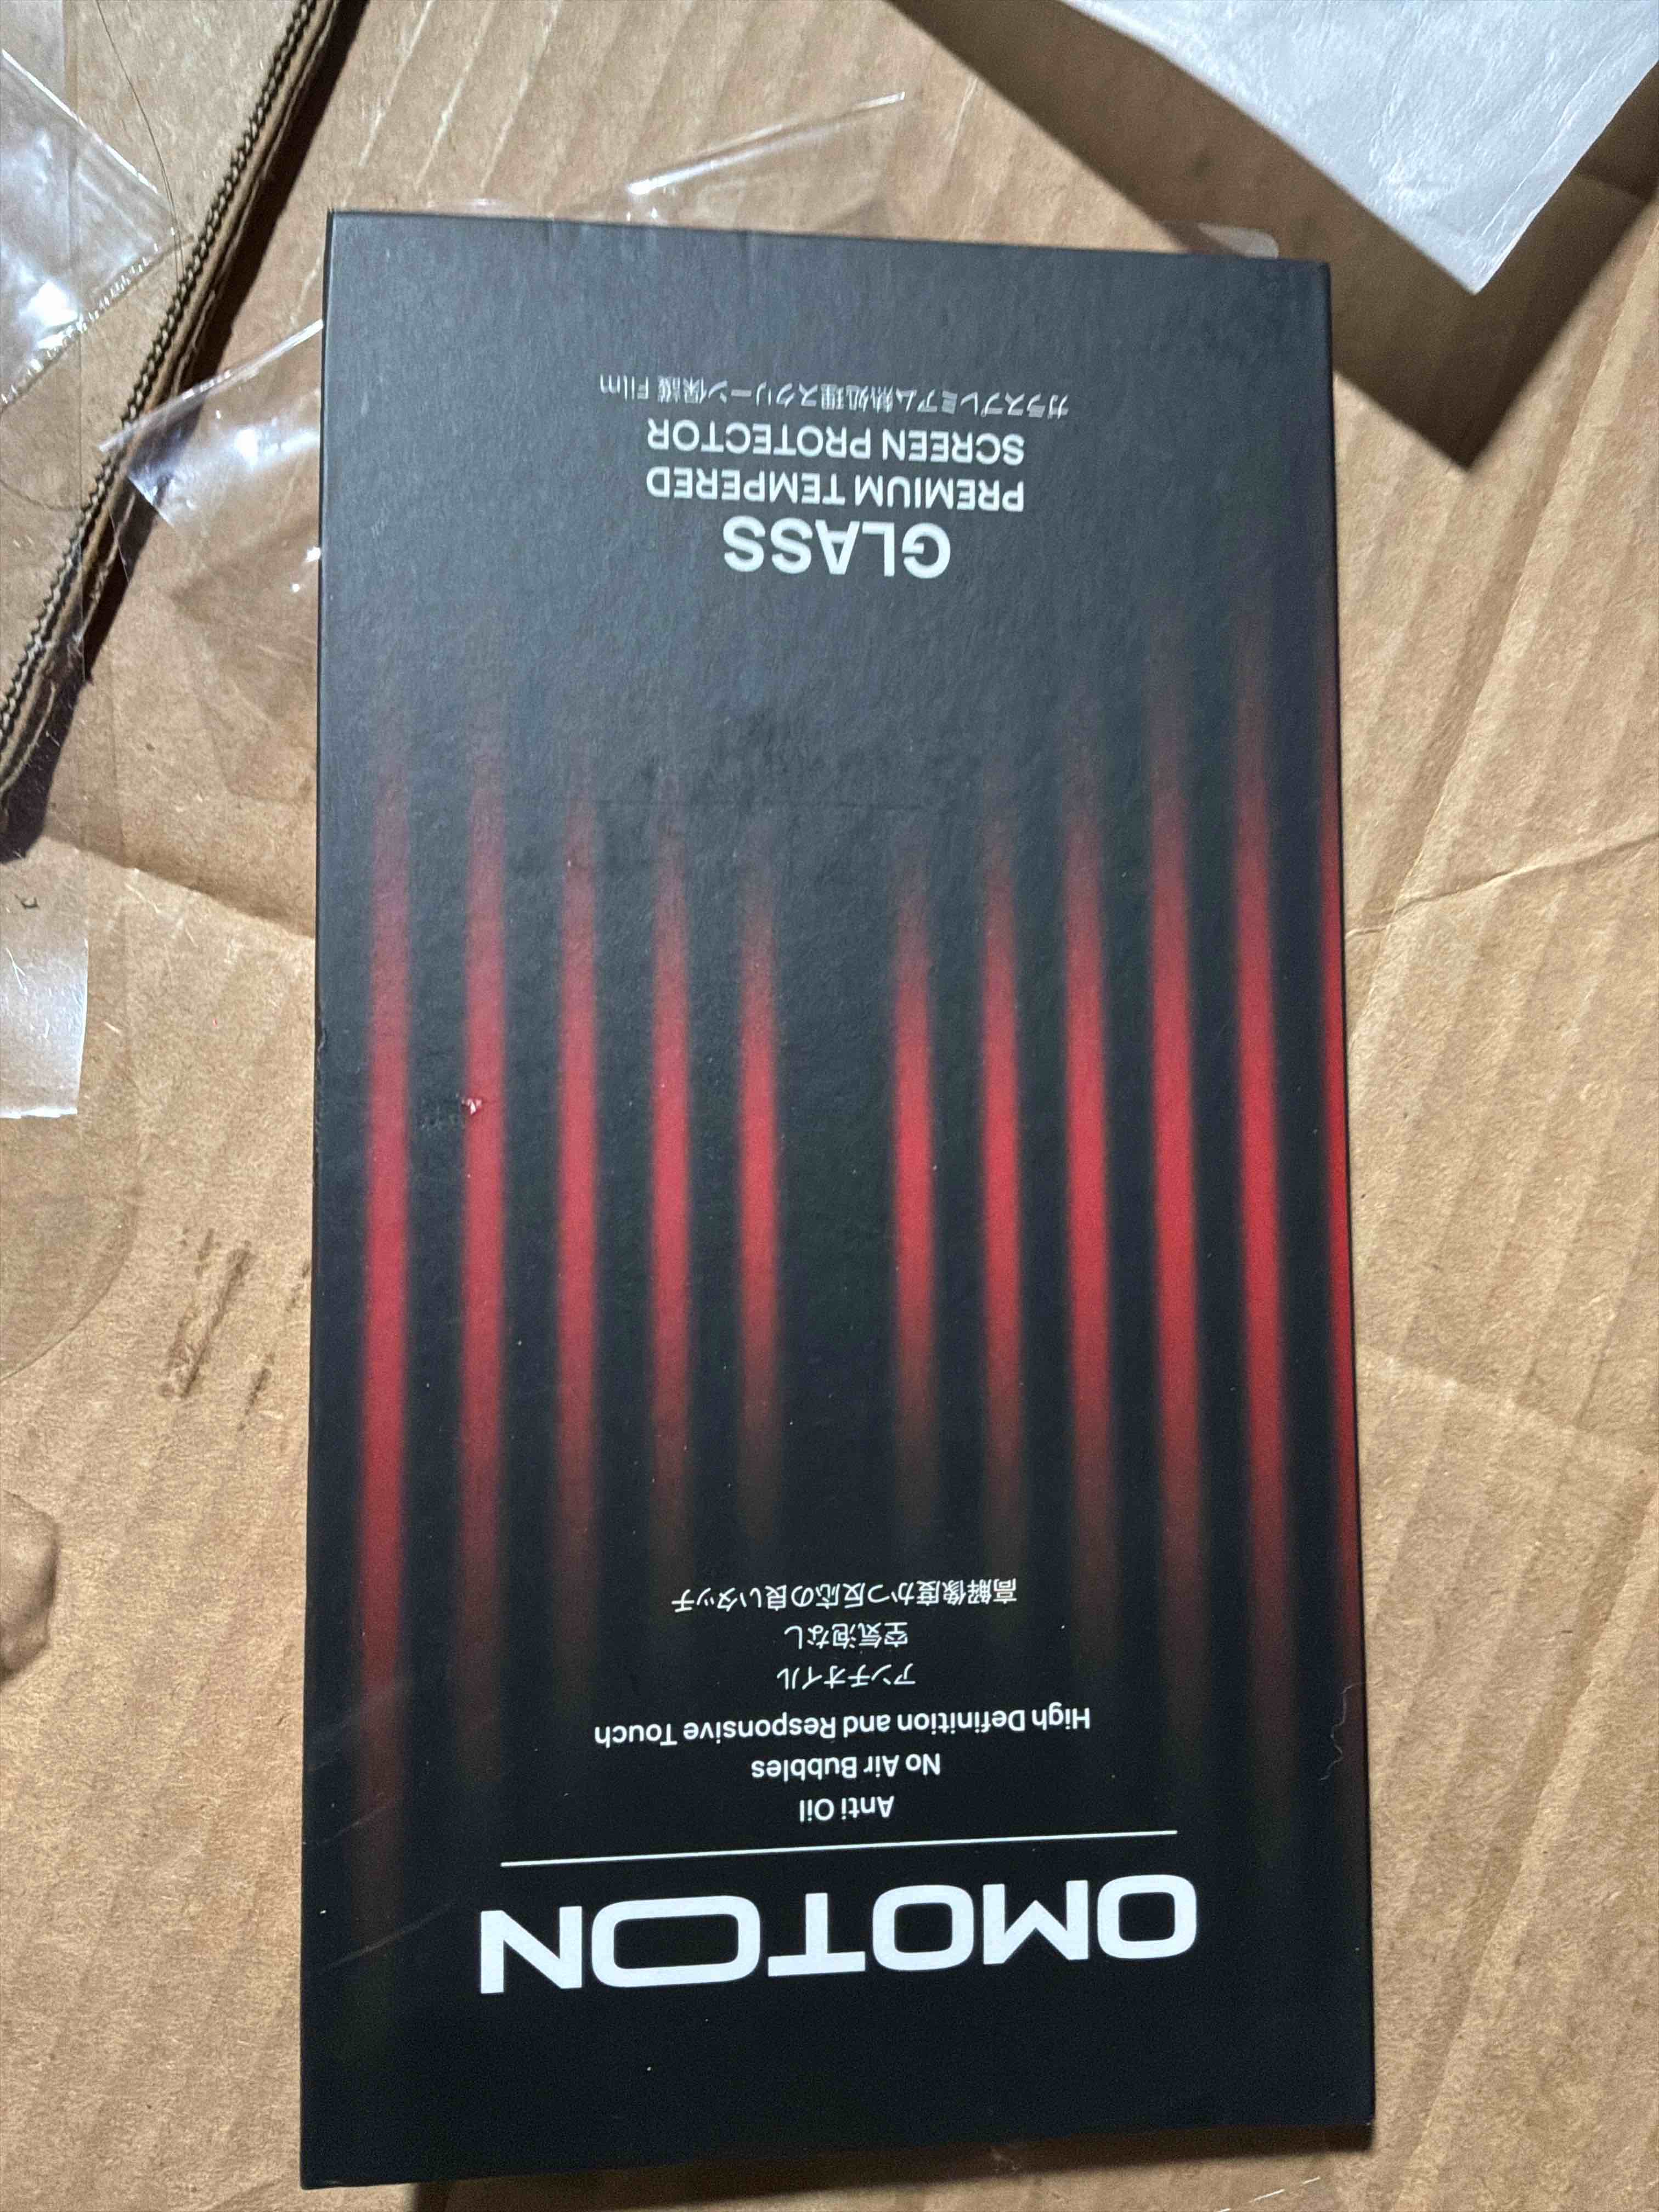 OMOTON
Anti Oil
No Air Bubbles
High Definition and Responsive Touch
アンチオイル
空気泡なし
高解像度かつ反応の良いタッチ
GLASS
PREMIUM TEMPERED
SCREEN PROTECTOR
ガラスプレミアム熱処理スクリーン保護 Film